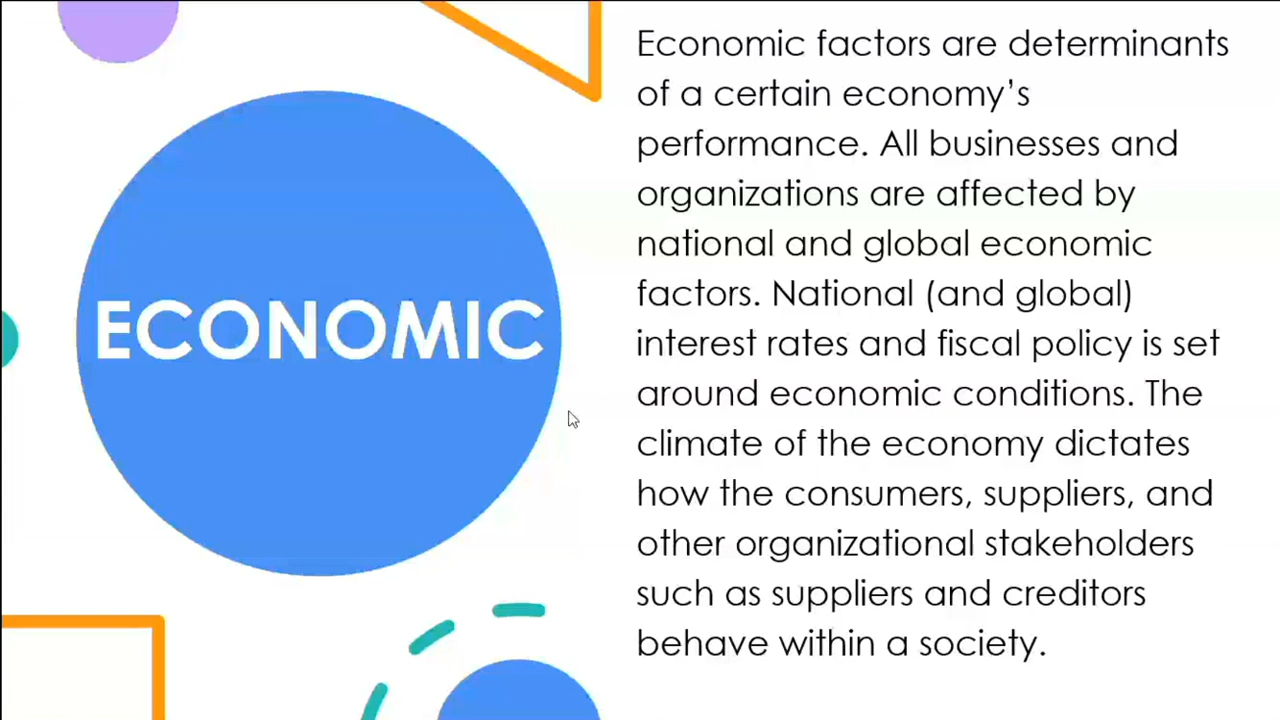 ECONOMIC
Economic factors are determinants
of a certain economy’s
performance. All businesses and
organizations are affected by
national and global economic
factors. National (and global)
interest rates and fiscal policy is set
around economic conditions. The
climate of the economy dictates
how the consumers, suppliers, and
other organizational stakeholders
such as suppliers and creditors
behave within a society.